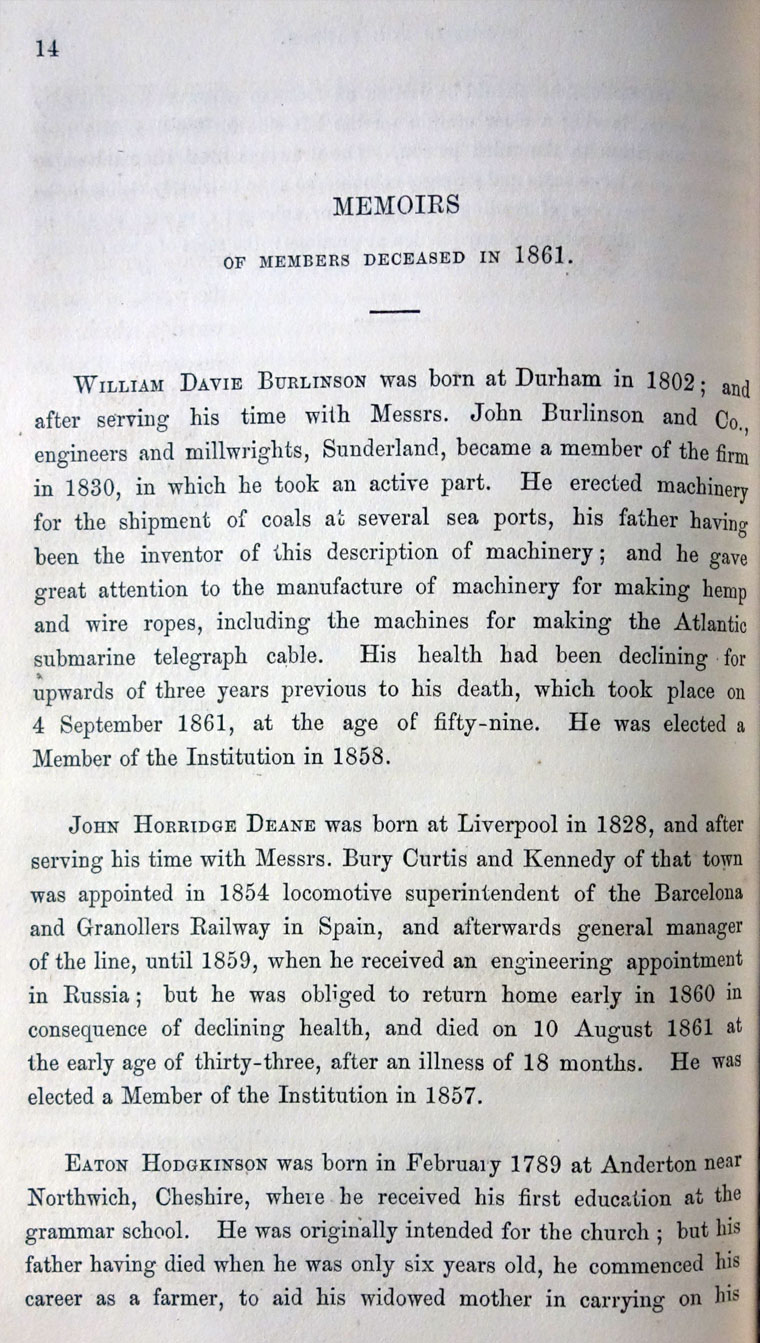 14
MEMOIRS
OF MEMBERS DECEASED IN 1861.
WILLIAM DAVIE BURLINSON was born at Durham in 1802; and
after serving his time with Messrs. John Burlinson and Co.,
engineers and millwrights, Sunderland, became a member of the firm
in 1830, in which he took an active part. He erected machinery
for the shipment of coals at several sea ports, his father having
been the inventor of this description of machinery; and he gave
great attention to the manufacture of machinery for making hemp
and wire ropes, including the machines for making the Atlantic
submarine telegraph cable. His health had been declining for
upwards of three years previous to his death, which took place on
4 September 1861, at the age of fifty-nine. He was elected a
Member of the Institution in 1858.
JOHN HORRIDGE DEANE was born at Liverpool in 1828, and after
serving his time with Messrs. Bury Curtis and Kennedy of that town
was appointed in 1854 locomotive superintendent of the Barcelona
and Granollers Railway in Spain, and afterwards general manager
of the line, until 1859, when he received an engineering appointment
in Russia; but he was obliged to return home early in 1860 in
consequence of declining health, and died on 10 August 1861 at
the early age of thirty-three, after an illness of 18 months. He was
elected a Member of the Institution in 1857.
EATON HODGKINSON was born in February 1789 at Anderton near
Northwich, Cheshire, where he received his first education at the
grammar school. He was originally intended for the church; but his
father having died when he was only six years old, he commenced his
career as a farmer, to aid his widowed mother in carrying on his